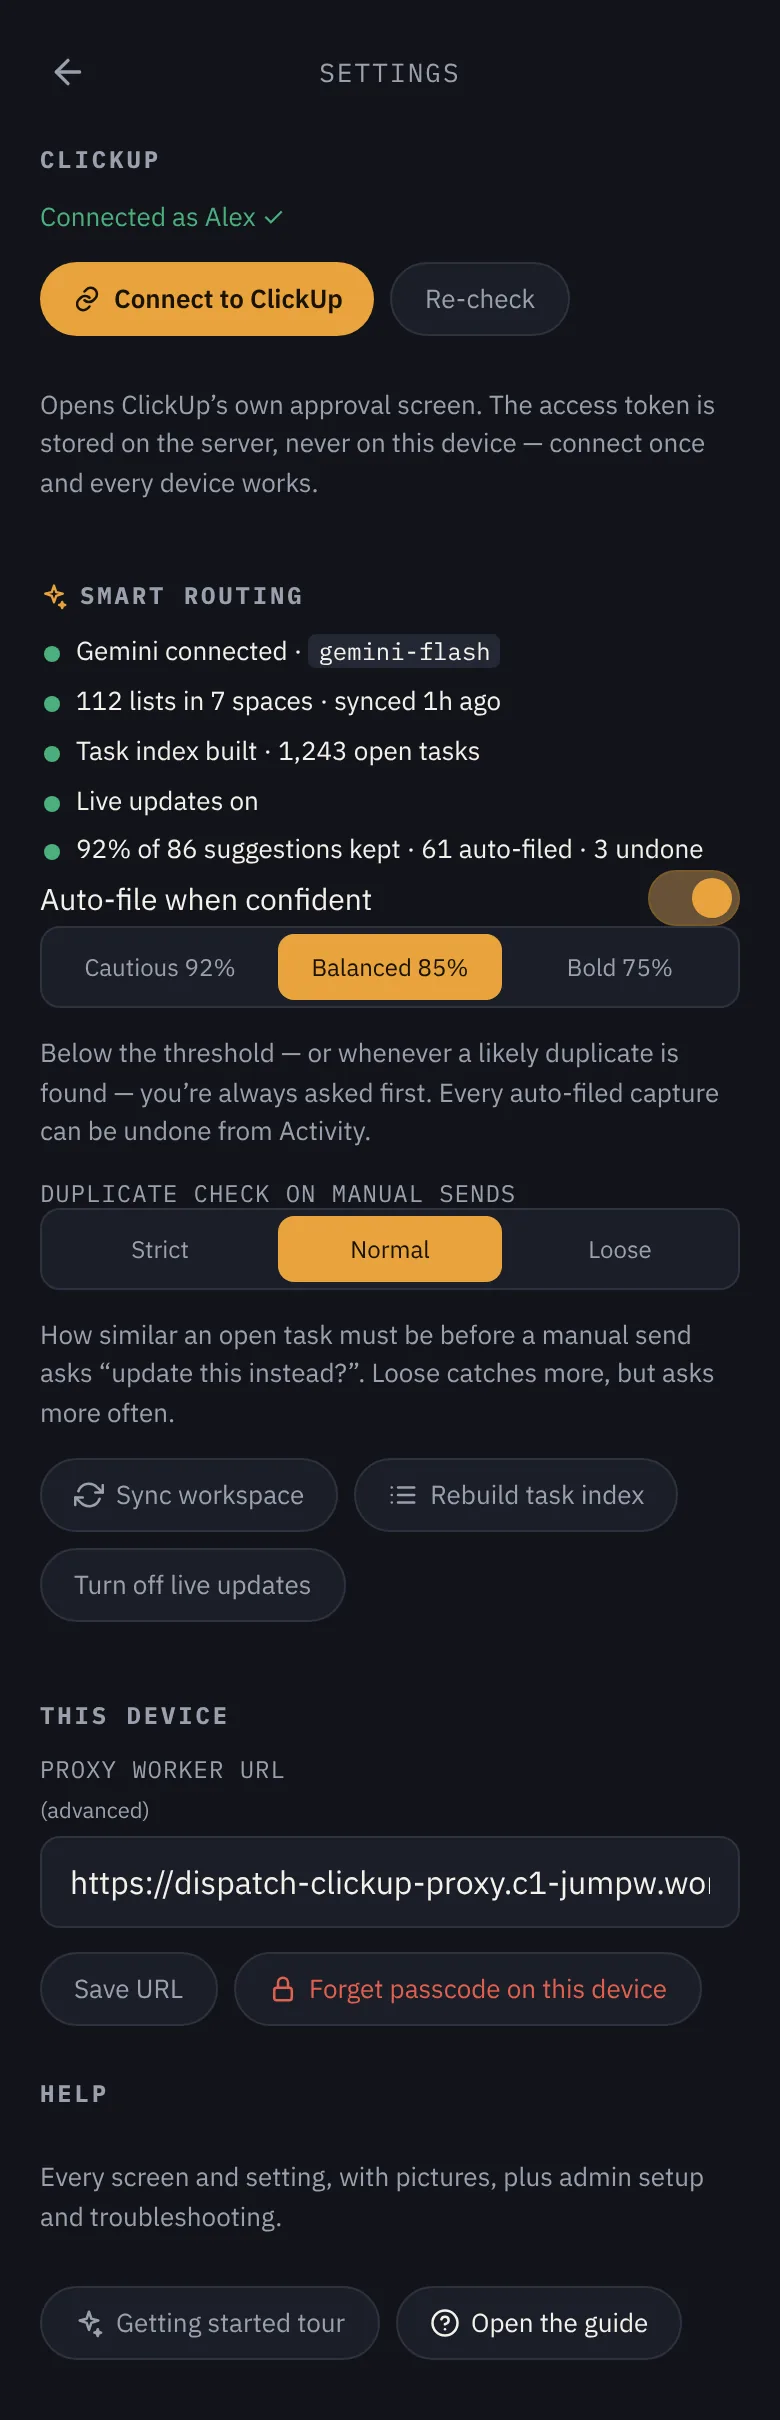 SETTINGS
CLICKUP
Connected as Alex ✓
Connect to ClickUp
Re-check
Opens ClickUp’s own approval screen. The access token is
stored on the server, never on this device — connect once
and every device works.
SMART ROUTING
Gemini connected · gemini-flash
112 lists in 7 spaces · synced 1h ago
Task index built · 1,243 open tasks
Live updates on
92% of 86 suggestions kept · 61 auto-filed · 3 undone
Auto-file when confident
Cautious 92%
Balanced 85%
Bold 75%
Below the threshold — or whenever a likely duplicate is
found — you’re always asked first. Every auto-filed capture
can be undone from Activity.
DUPLICATE CHECK ON MANUAL SENDS
Strict
Normal
Loose
How similar an open task must be before a manual send
asks “update this instead?”. Loose catches more, but asks
more often.
Sync workspace
Rebuild task index
Turn off live updates
THIS DEVICE
PROXY WORKER URL
(advanced)
https://dispatch-clickup-proxy.c1-jumpw.wor
Save URL
Forget passcode on this device
HELP
Every screen and setting, with pictures, plus admin setup
and troubleshooting.
Getting started tour
Open the guide